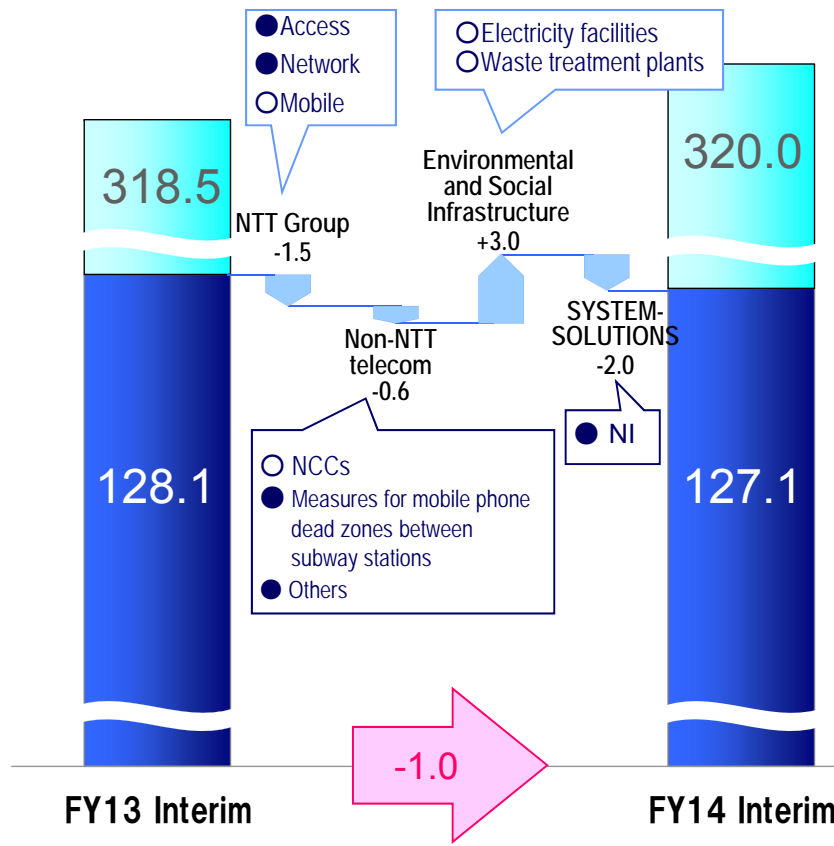 ●Access
●Network
○Mobile
○Electricity facilities
○Waste treatment plants
318.5
320.0
NTT Group
-1.5
Environmental
and Social
Infrastructure
+3.0
Non-NTT
telecom
-0.6
SYSTEM-
SOLUTIONS
-2.0
● NI
○ NCCs
● Measures for mobile phone
dead zones between
subway stations
● Others
128.1
127.1
-1.0
FY13 Interim
FY14 Interim